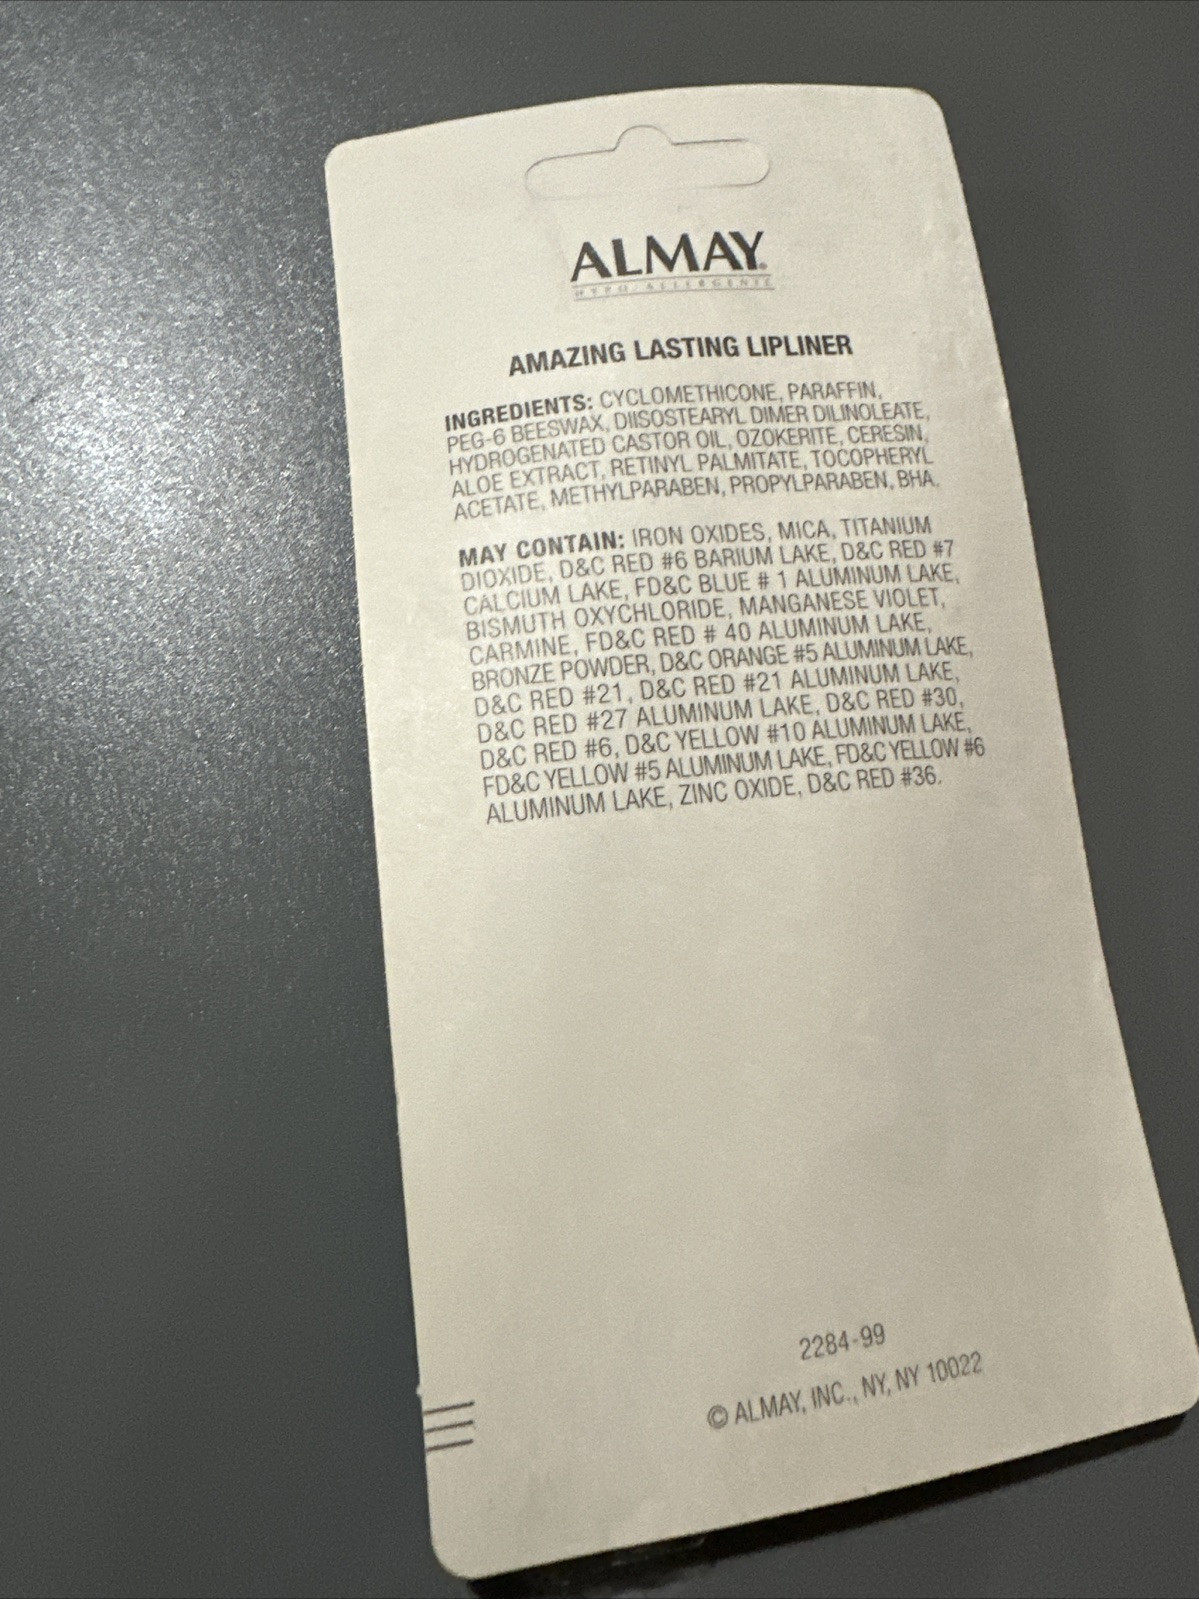 ALMAY®
HYPO-ALLERGENIC
AMAZING LASTING LIPLINER
INGREDIENTS: CYCLOMETHICONE, PARAFFIN,
PEG-6 BEESWAX, DIISOSTEARYL DIMER DILINOLEATE,
HYDROGENATED CASTOR OIL, OZOKERITE, CERESIN,
ALOE EXTRACT, RETINYL PALMITATE, TOCOPHERYL
ACETATE, METHYLPARABEN, PROPYLPARABEN, BHA.
MAY CONTAIN: IRON OXIDES, MICA, TITANIUM
DIOXIDE, D&C RED #6 BARIUM LAKE, D&C RED #7
CALCIUM LAKE, FD&C BLUE # 1 ALUMINUM LAKE,
BISMUTH OXYCHLORIDE, MANGANESE VIOLET,
CARMINE, FD&C RED # 40 ALUMINUM LAKE,
BRONZE POWDER, D&C ORANGE #5 ALUMINUM LAKE,
D&C RED #21, D&C RED #21 ALUMINUM LAKE,
D&C RED #27 ALUMINUM LAKE, D&C RED #30,
D&C RED #6, D&C YELLOW #10 ALUMINUM LAKE,
FD&C YELLOW #5 ALUMINUM LAKE, FD&C YELLOW #6
ALUMINUM LAKE, ZINC OXIDE, D&C RED #36.
2284-99
© ALMAY, INC., NY, NY 10022